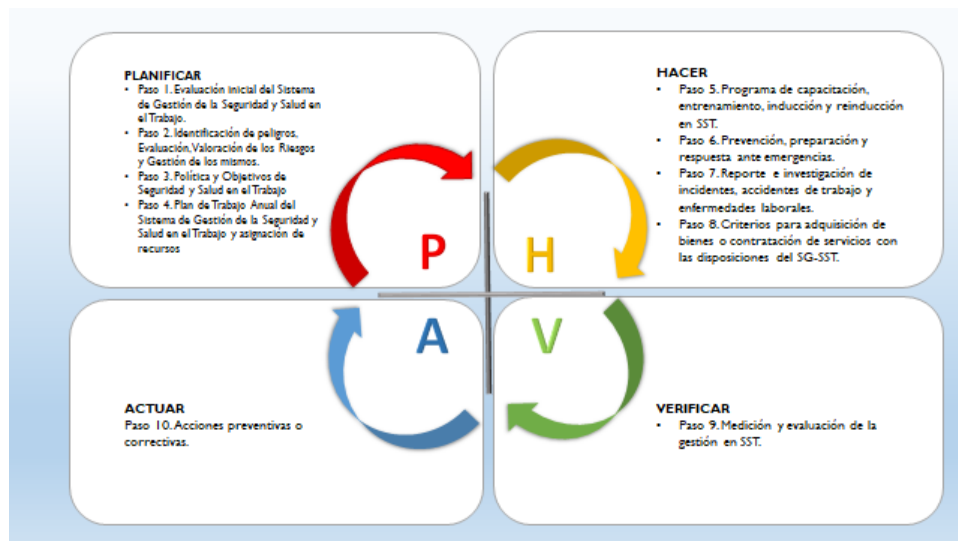 PLANIFICAR
• Paso 1. Evaluación inicial del Sistema
de Gestión de la Seguridad y Salud en
el Trabajo.
• Paso 2. Identificación de peligros,
Evaluación, Valoración de los Riesgos
y Gestión de los mismos.
• Paso 3. Política y Objetivos de
Seguridad y Salud en el Trabajo
• Paso 4. Plan de Trabajo Anual del
Sistema de Gestión de la Seguridad y
Salud en el Trabajo y asignación de
recursos
HACER
• Paso 5. Programa de capacitación,
entrenamiento, inducción y reinducción
en SST.
• Paso 6. Prevención, preparación y
respuesta ante emergencias.
• Paso 7. Reporte e investigación de
incidentes, accidentes de trabajo y
enfermedades laborales.
• Paso 8. Criterios para adquisición de
bienes o contratación de servicios con
las disposiciones del SG-SST.
P
H
A
V
ACTUAR
Paso 10. Acciones preventivas o
correctivas.
VERIFICAR
• Paso 9. Medición y evaluación de la
gestión en SST.